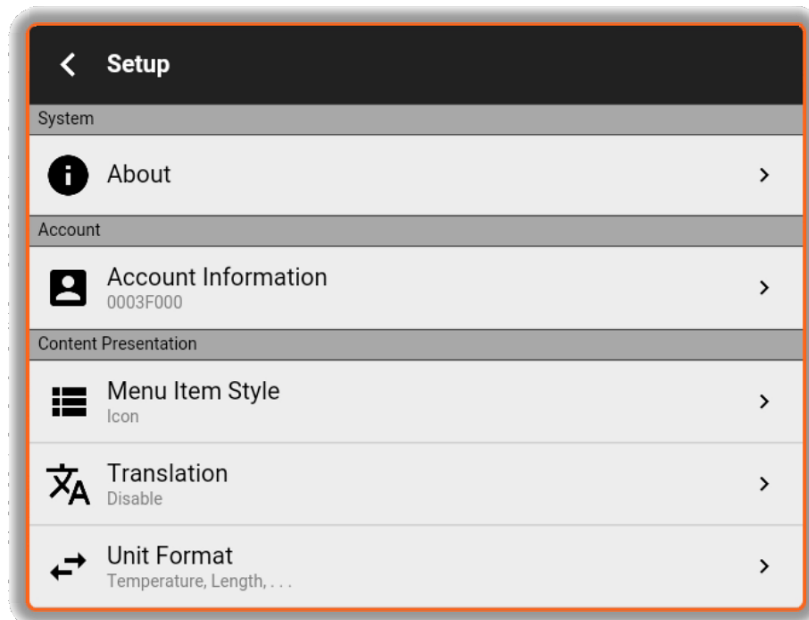 Setup
System
About
Account
Account Information
0003F000
Content Presentation
Menu Item Style
Icon
Translation
Disable
Unit Format
Temperature, Length, . . .